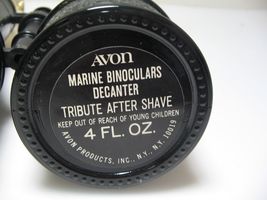 AVON
MARINE BINOCULARS
DECANTER
TRIBUTE AFTER SHAVE
KEEP OUT OF REACH OF YOUNG CHILDREN
4 FL. OZ.
AVON PRODUCTS, INC., N.Y., N.Y. 10019